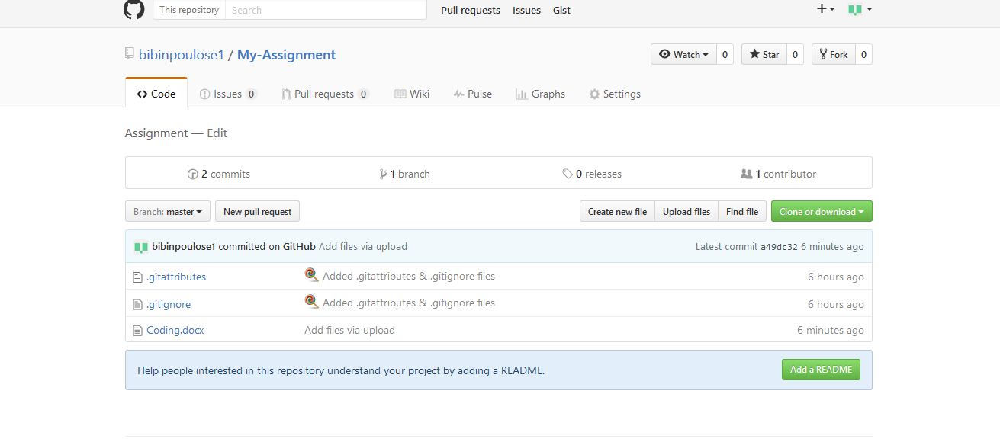 This repository Search Pull requests Issues Gist
bibinpoulose1 / My-Assignment Watch 0 Star 0 Fork 0
Code Issues 0 Pull requests 0 Wiki Pulse Graphs Settings
Assignment — Edit
2 commits 1 branch 0 releases 1 contributor
Branch: master New pull request Create new file Upload files Find file Clone or download
bibinpoulose1 committed on GitHub Add files via upload Latest commit a49dc32 6 minutes ago
.gitattributes Added .gitattributes & .gitignore files 6 hours ago
.gitignore Added .gitattributes & .gitignore files 6 hours ago
Coding.docx Add files via upload 6 minutes ago
Help people interested in this repository understand your project by adding a README. Add a README